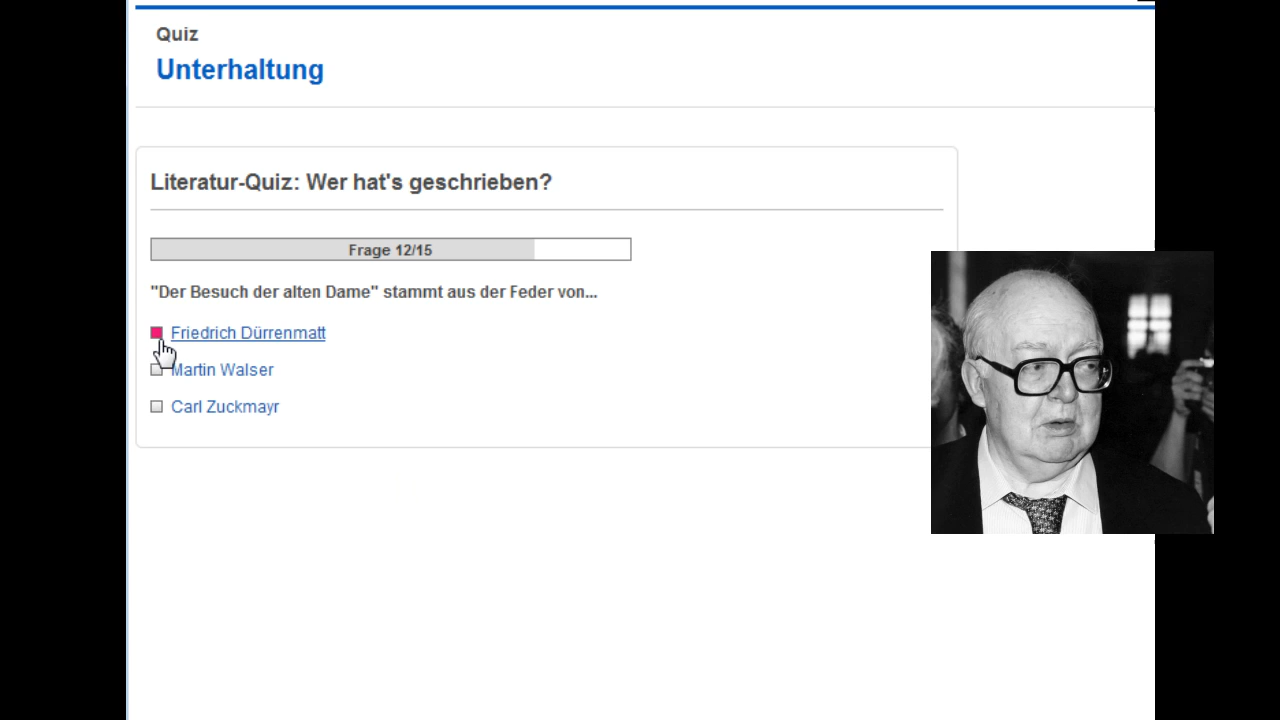 Quiz
Unterhaltung
Literatur-Quiz: Wer hat's geschrieben?
Frage 12/15
"Der Besuch der alten Dame" stammt aus der Feder von...
Friedrich Dürrenmatt
Martin Walser
Carl Zuckmayr